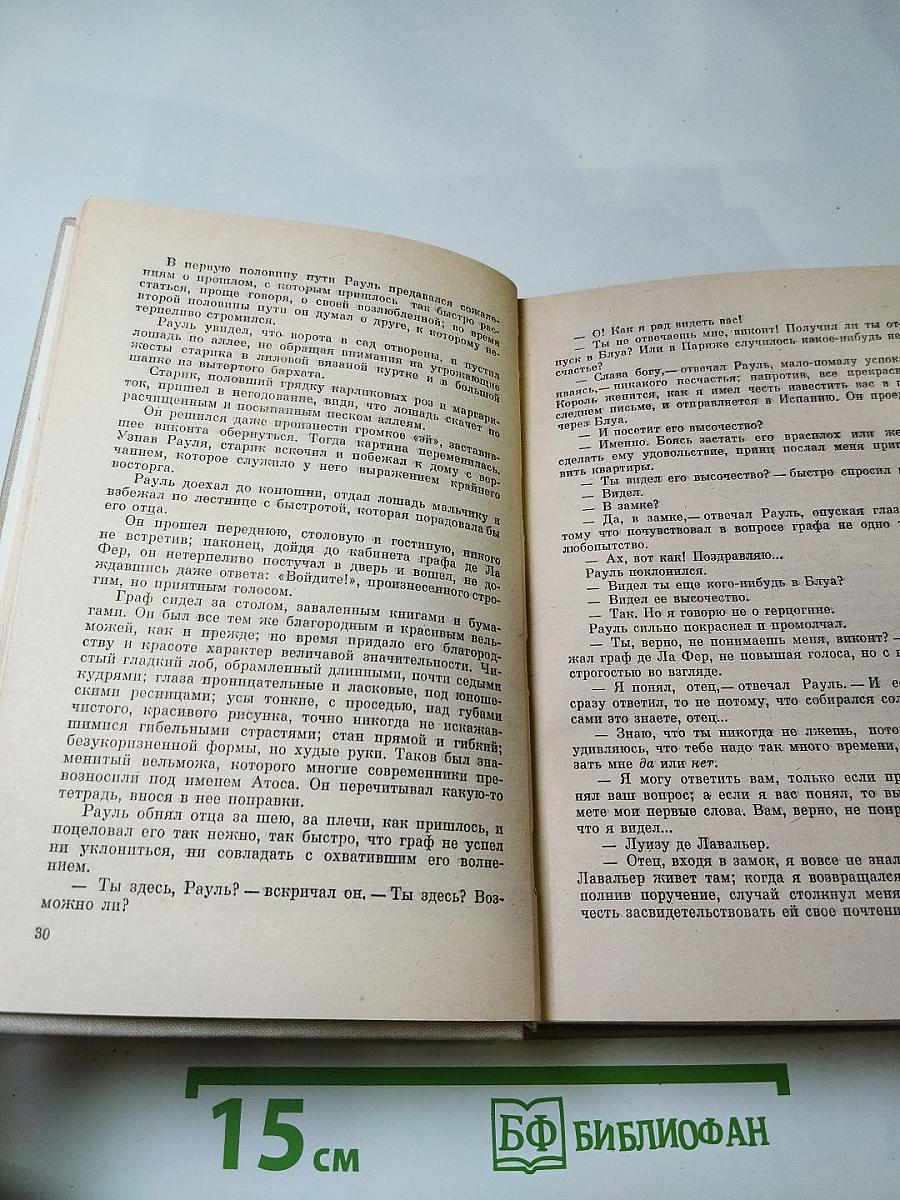 В первую половину пути Рауль предавался сожале-
ниям о прошлом, с которым пришлось так быстро рас-
статься, проще говоря, о своей возлюбленной; во время
второй половины пути он думал о друге, к которому не-
терпеливо стремился.
Рауль увидел, что ворота в сад отворены, и пустил
лошадь по аллее, не обращая внимания на угрожающие
жесты старика в лиловой вязаной куртке и в большой
шапке из вытертого бархата.
Старик, половший грядку карликовых роз и маргари-
ток, пришел в негодование, видя, что лошадь скачет по
расчищенным и посыпанным песком аллеям.
Он решился даже произнести громкое «эй», заставив-
шее виконта обернуться. Тогда картина переменилась.
Узнав Рауля, старик вскочил и побежал к дому с вор-
чанием, которое служило у него выражением крайнего
восторга.
Рауль доехал до конюшни, отдал лошадь мальчику и
взбежал по лестнице с быстротой, которая порадовала бы
его отца.
Он прошел переднюю, столовую и гостиную, никого
не встретив; наконец, дойдя до кабинета графа де Ла
Фер, он нетерпеливо постучал в дверь и вошел, не до-
ждавшись даже ответа: «Войдите!», произнесенного стро-
гим, но приятным голосом.
Граф сидел за столом, заваленным книгами и бума-
гами. Он был все тем же благородным и красивым вель-
можей, как и прежде; но время придало его благород-
ству и красоте характер величавой значительности. Чи-
стый гладкий лоб, обрамленный длинными, почти седыми
кудрями; глаза проницательные и ласковые, под юноше-
скими ресницами; усы тонкие, с проседью, над губами
чистого, красивого рисунка, точно никогда не искажав-
шимися гибельными страстями; стан прямой и гибкий;
безукоризненной формы, но худые руки. Таков был зна-
менитый вельможа, которого многие современники пре-
возносили под именем Атоса. Он перечитывал какую-то
тетрадь, внося в нее поправки.
Рауль обнял отца за шею, за плечи, как пришлось, и
поцеловал его так нежно, так быстро, что граф не успел
ни уклониться, ни совладать с охватившим его волне-
нием.
— Ты здесь, Рауль? — вскричал он. — Ты здесь? Воз-
можно ли?
30
— О! Как я рад видеть вас!
— Ты не отвечаешь мне, виконт! Получил ли ты от-
пуск в Блуа? Или в Париже случилось какое-нибудь не
счастье?
— Слава богу,— отвечал Рауль, мало-помалу успока
иваясь,— никакого несчастья; напротив, все прекрас
Король женится, как я имел честь известить вас в п
следнем письме, и отправляется в Испанию. Он проед
через Блуа.
— И посетит его высочество?
— Именно. Боясь застать его врасплох или же
сделать ему удовольствие, принц послал меня приг
вить квартиры.
— Ты видел его высочество? — быстро спросил
— Видел.
— В замке?
— Да, в замке,— отвечал Рауль, опуская глаз
тому что почувствовал в вопросе графа не одно т
любопытство.
— Ах, вот как! Поздравляю...
Рауль поклонился.
— Видел ты еще кого-нибудь в Блуа?
— Видел ее высочество.
— Так. Но я говорю не о герцогине.
Рауль сильно покраснел и промолчал.
— Ты, верно, не понимаешь меня, виконт? —
жал граф де Ла Фер, не повышая голоса, но с
строгостью во взгляде.
— Я понял, отец,— отвечал Рауль. — И ес
сразу ответил, то не потому, что собирался сол
сами это знаете, отец...
— Знаю, что ты никогда не лжешь, пото
удивляюсь, что тебе надо так много времени,
зать мне да или нет.
— Я могу ответить вам, только если пр
нял ваш вопрос; а если я вас понял, то вы
мете мои первые слова. Вам, верно, не понр
что я видел...
— Луизу де Лавальер.
— Отец, входя в замок, я вовсе не знал
Лавальер живет там; когда я возвращался
полнив поручение, случай столкнул меня
честь засвидетельствовать ей свое почтени
15 см
БФ БИБЛИОФАН